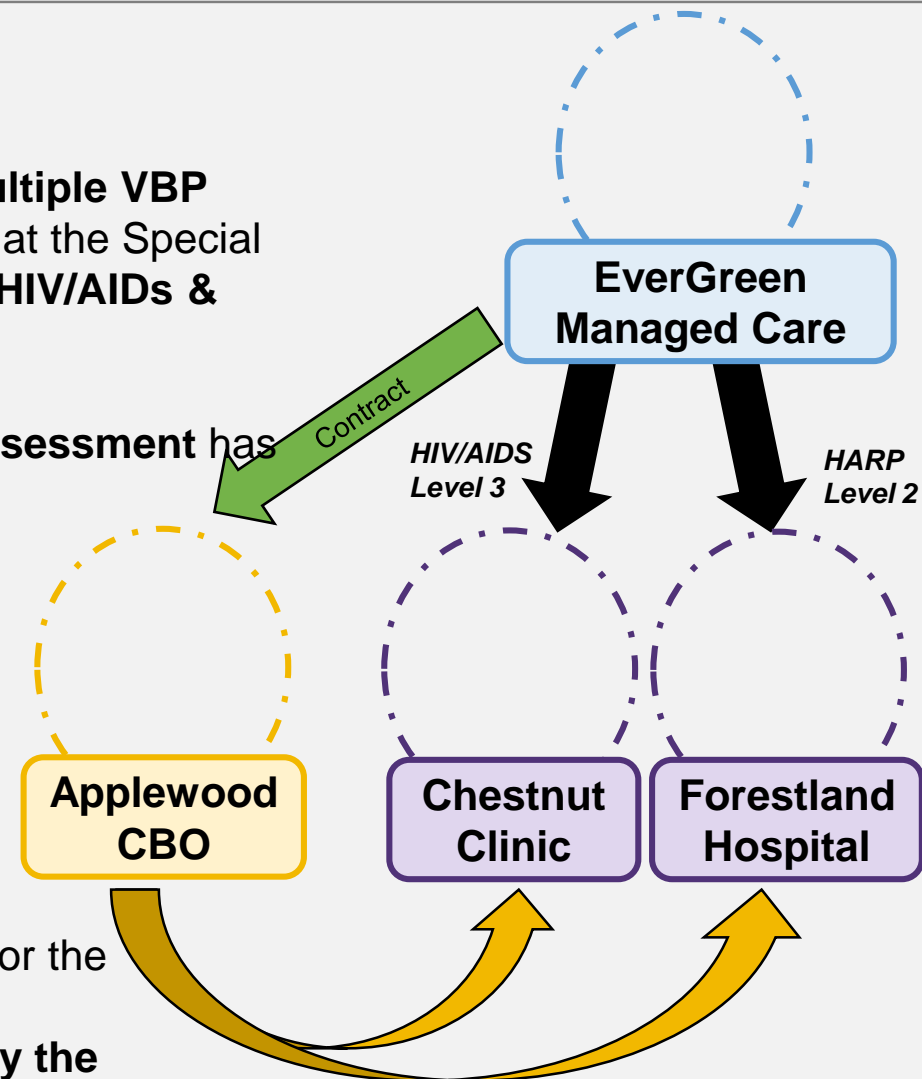 ultiple VBP
at the Special
HIV/AIDs &
EverGreen
Managed Care
Contract
sessment has
HIV/AIDS
Level 3
HARP
Level 2
Applewood
CBO
Chestnut
Clinic
Forestland
Hospital
or the
y the